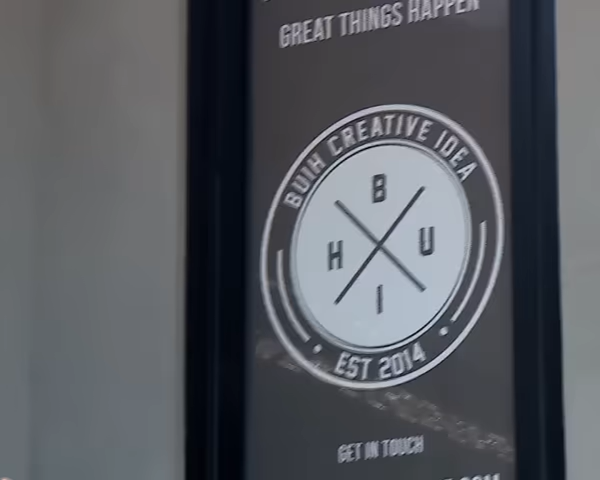 GREAT THINGS HAPPEN
BUIH CREATIVE IDEA
B
H U
I
EST 2014
GET IN TOUCH